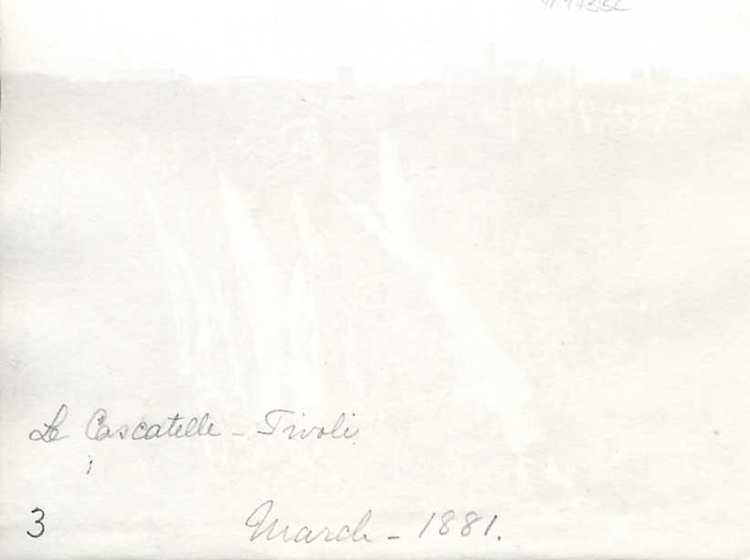 Le Cascatelle - Tivoli
3
March - 1881.